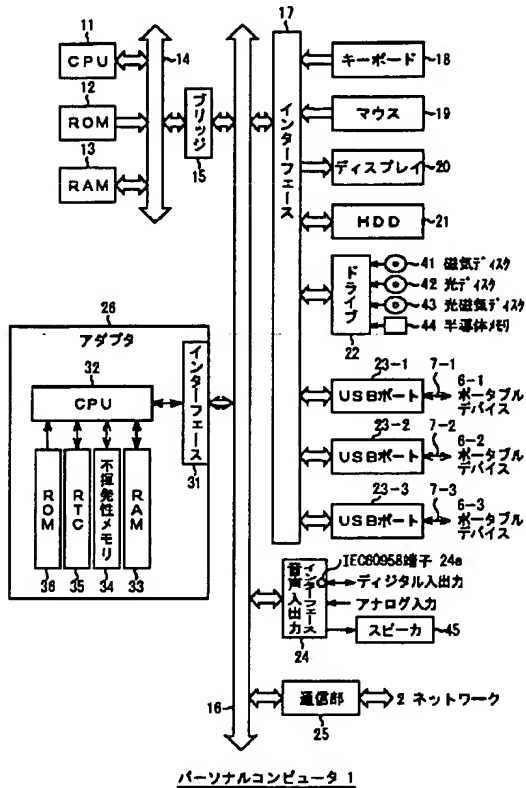 11
CPU
12
ROM
13
RAM
14
ブリッジ
15
17
インターフェース
キーボード
18
マウス
19
ディスプレイ
20
HDD
21
ドライブ
22
41 磁気ディスク
42 光ディスク
43 光磁気ディスク
44 半導体メモリ
26
アダプタ
32
CPU
インターフェース
31
ROM
36
RTC
35
不揮発性メモリ
34
RAM
33
23-1
USBポート
7-1
6-1
ポータブル
デバイス
23-2
USBポート
7-2
6-2
ポータブル
デバイス
23-3
USBポート
7-3
6-3
ポータブル
デバイス
音声入出力
インターフェース
24
IEC60958端子 24a
ディジタル入出力
アナログ入力
スピーカ
45
16
通信部
25
2 ネットワーク
パーソナルコンピュータ 1